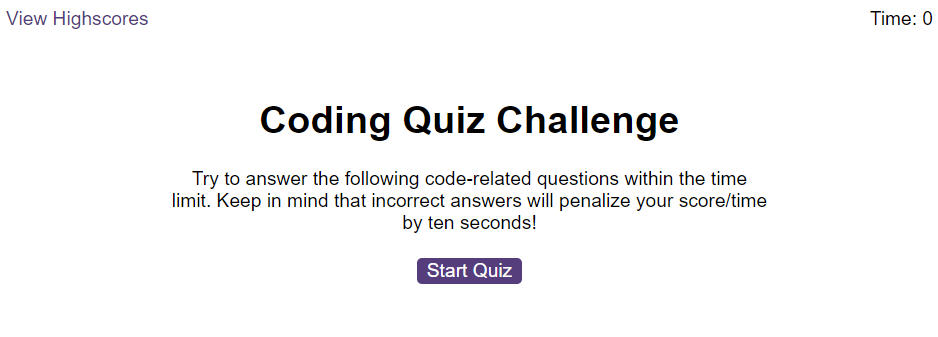 View Highscores
Time: 0
Coding Quiz Challenge
Try to answer the following code-related questions within the time
limit. Keep in mind that incorrect answers will penalize your score/time
by ten seconds!
Start Quiz